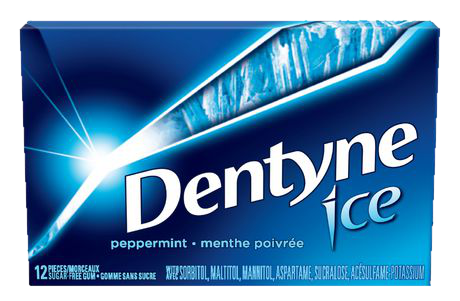 Dentyne
ice
peppermint • menthe poivrée
12 PIECES/MORCEAUX
SUGAR-FREE GUM • GOMME SANS SUCRE
WITH/AVEC SORBITOL, MALTITOL, MANNITOL, ASPARTAME, SUCRALOSE, ACÉSULFAME-POTASSIUM